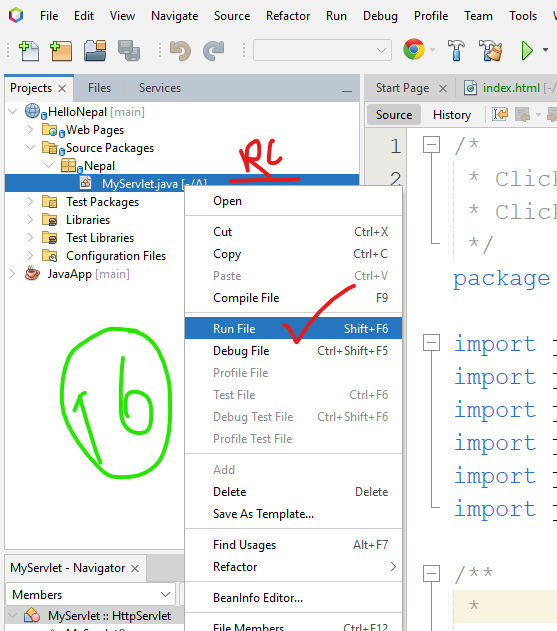 File Edit View Navigate Source Refactor Run Debug Profile Team Tools
Projects × Files Services
Start Page × index.html [-/
HelloNepal [main]
Web Pages
Source Packages
Nepal
MyServlet.java [-/A]
Test Packages
Libraries
Test Libraries
Configuration Files
JavaApp [main]
RC
16
Open
Cut Ctrl+X
Copy Ctrl+C
Paste Ctrl+V
Compile File F9
Run File Shift+F6
Debug File Ctrl+Shift+F5
Profile File
Test File Ctrl+F6
Debug Test File Ctrl+Shift+F6
Profile Test File
Add
Delete Delete
Save As Template...
Find Usages Alt+F7
Refactor
BeanInfo Editor...
File Members Ctrl+F12
Source History
1 /*
2 * Click
* Click
*/
package
import
import
import
import
import
import
/**
*
MyServlet - Navigator ×
Members
MyServlet :: HttpServlet